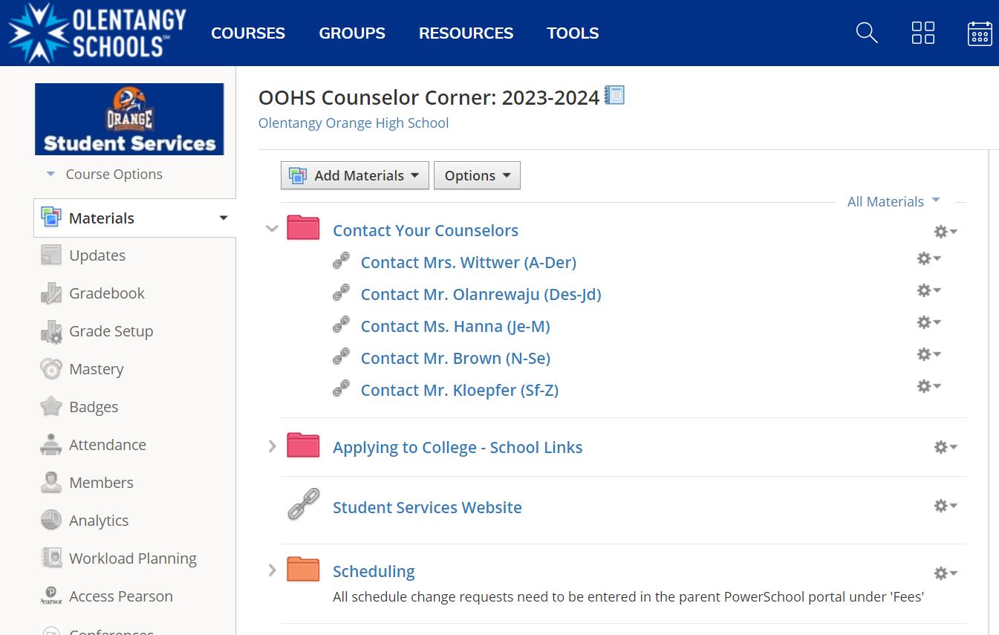 OLENTANGY
SCHOOLS℠
COURSES GROUPS RESOURCES TOOLS
ORANGE
Student Services
Course Options
Materials
Updates
Gradebook
Grade Setup
Mastery
Badges
Attendance
Members
Analytics
Workload Planning
Pearson
Access Pearson
Conferences
OOHS Counselor Corner: 2023-2024
Olentangy Orange High School
Add Materials Options
All Materials
Contact Your Counselors
Contact Mrs. Wittwer (A-Der)
Contact Mr. Olanrewaju (Des-Jd)
Contact Ms. Hanna (Je-M)
Contact Mr. Brown (N-Se)
Contact Mr. Kloepfer (Sf-Z)
Applying to College - School Links
Student Services Website
Scheduling
All schedule change requests need to be entered in the parent PowerSchool portal under 'Fees'